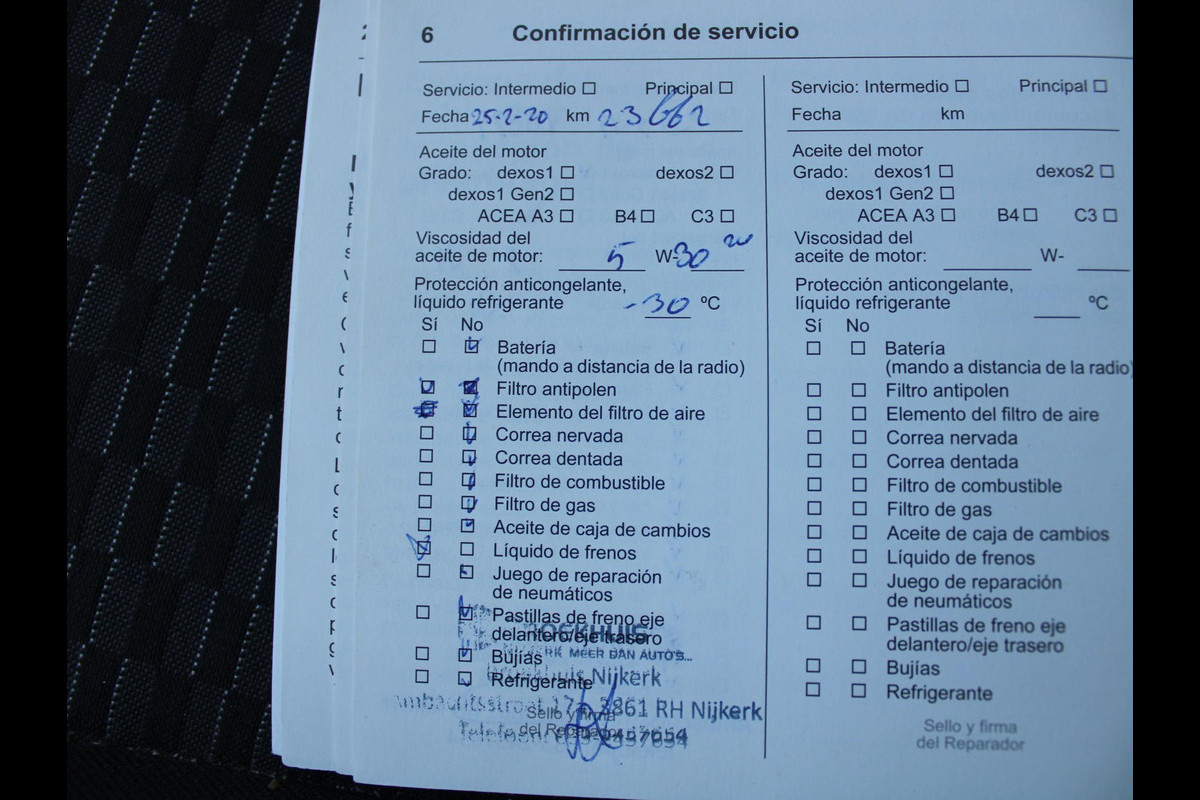 6 Confirmación de servicio
Servicio: Intermedio Principal
Fecha 25-2-20 km 23662
Aceite del motor
Grado: dexos1 dexos2
dexos1 Gen2
ACEA A3 B4 C3
Viscosidad del
aceite de motor: 5 W-30
Protección anticongelante,
líquido refrigerante -30 ºC
Sí No
Batería
(mando a distancia de la radio)
Filtro antipolen
Elemento del filtro de aire
Correa nervada
Correa dentada
Filtro de combustible
Filtro de gas
Aceite de caja de cambios
Líquido de frenos
Juego de reparación
de neumáticos
Pastillas de freno eje
delantero/eje trasero
Bujías
Refrigerante
MEER DAN AUTO'S...
Nijkerk
3861 RH Nijkerk
Sello y firma
del Reparador
Servicio: Intermedio Principal
Fecha km
Aceite del motor
Grado: dexos1 dexos2
dexos1 Gen2
ACEA A3 B4 C3
Viscosidad del
aceite de motor: W-
Protección anticongelante,
líquido refrigerante ºC
Sí No
Batería
(mando a distancia de la radio)
Filtro antipolen
Elemento del filtro de aire
Correa nervada
Correa dentada
Filtro de combustible
Filtro de gas
Aceite de caja de cambios
Líquido de frenos
Juego de reparación
de neumáticos
Pastillas de freno eje
delantero/eje trasero
Bujías
Refrigerante
Sello y firma
del Reparador